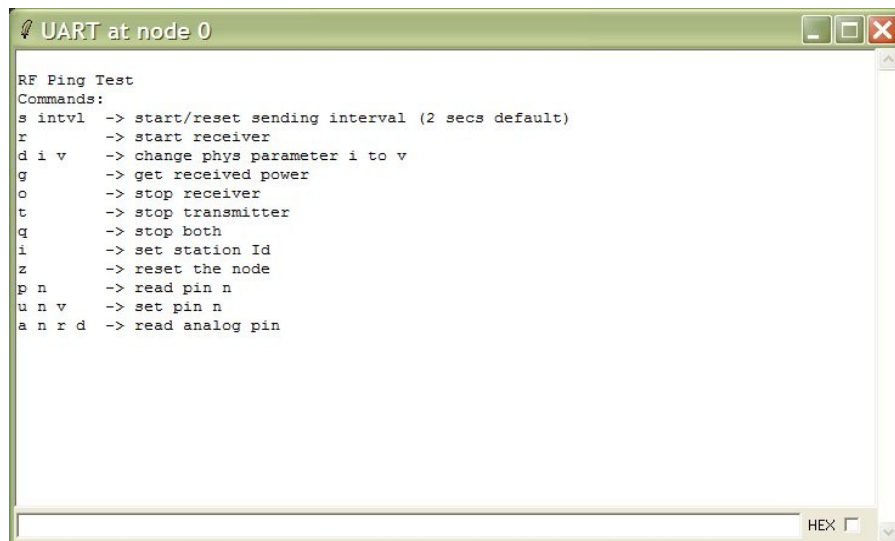 UART at node 0
RF Ping Test
Commands:
s intvl  -> start/reset sending interval (2 secs default)
r        -> start receiver
d i v    -> change phys parameter i to v
g        -> get received power
o        -> stop receiver
t        -> stop transmitter
q        -> stop both
i        -> set station Id
z        -> reset the node
p n      -> read pin n
u n v    -> set pin n
a n r d  -> read analog pin
HEX